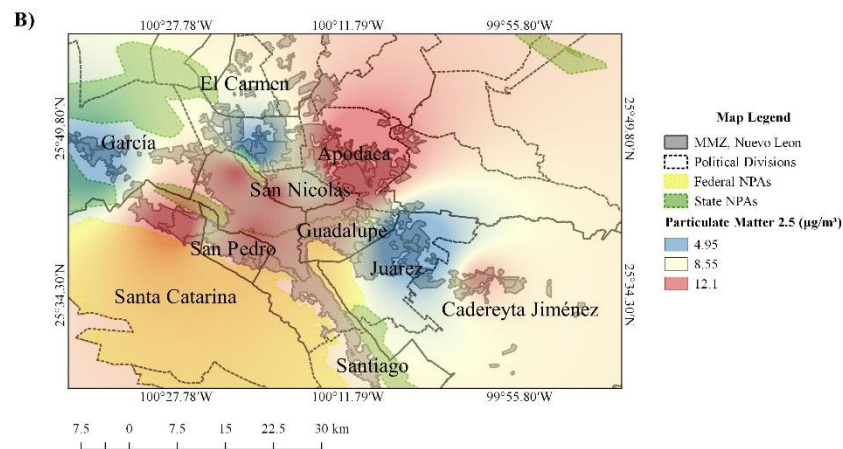 B)
100°27.78'W 100°11.79'W 99°55.80'W
25°49.80'N
25°34.30'N
El Carmen
García
Apodaca
San Nicolás
Guadalupe
San Pedro
Juárez
Santa Catarina
Cadereyta Jiménez
Santiago
25°49.80'N
25°34.30'N
100°27.78'W 100°11.79'W 99°55.80'W
7.5 0 7.5 15 22.5 30 km
Map Legend
MMZ, Nuevo Leon
Political Divisions
Federal NPAs
State NPAs
Particulate Matter 2.5 (µg/m³)
4.95
8.55
12.1